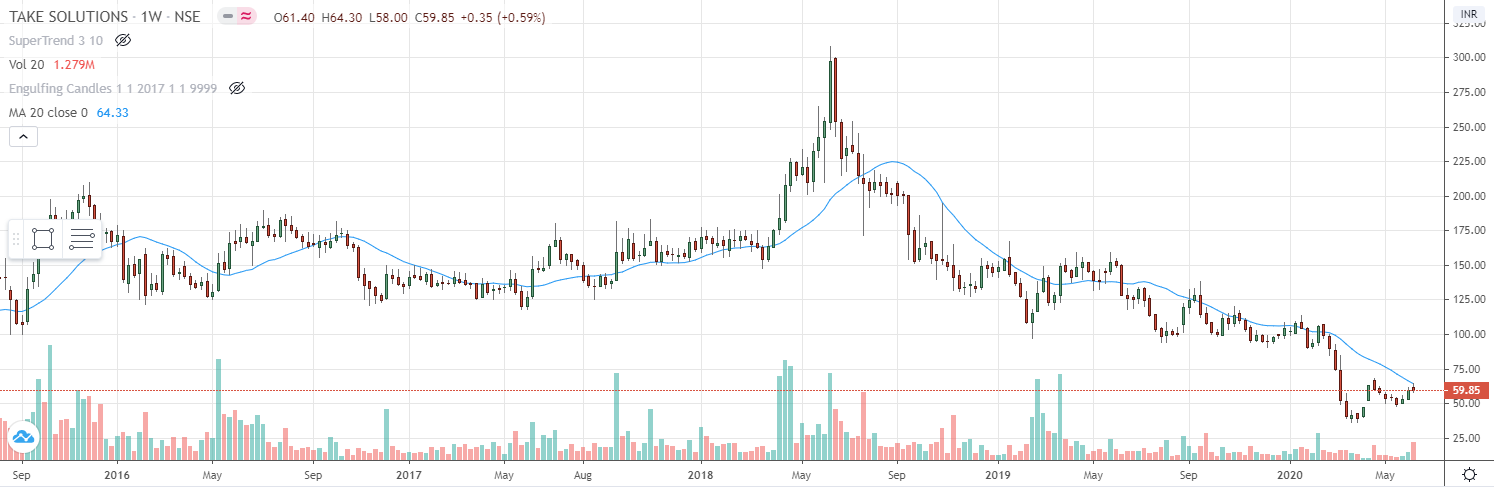 TAKE SOLUTIONS · 1W · NSE O61.40 H64.30 L58.00 C59.85 +0.35 (+0.59%)
SuperTrend 3 10
Vol 20 1.279M
Engulfing Candles 1 1 2017 1 1 9999
MA 20 close 0 64.33
INR
325.00
300.00
275.00
250.00
225.00
200.00
175.00
150.00
125.00
100.00
75.00
59.85
50.00
25.00
Sep 2016 May Sep 2017 May Aug 2018 May Sep 2019 May Sep 2020 May